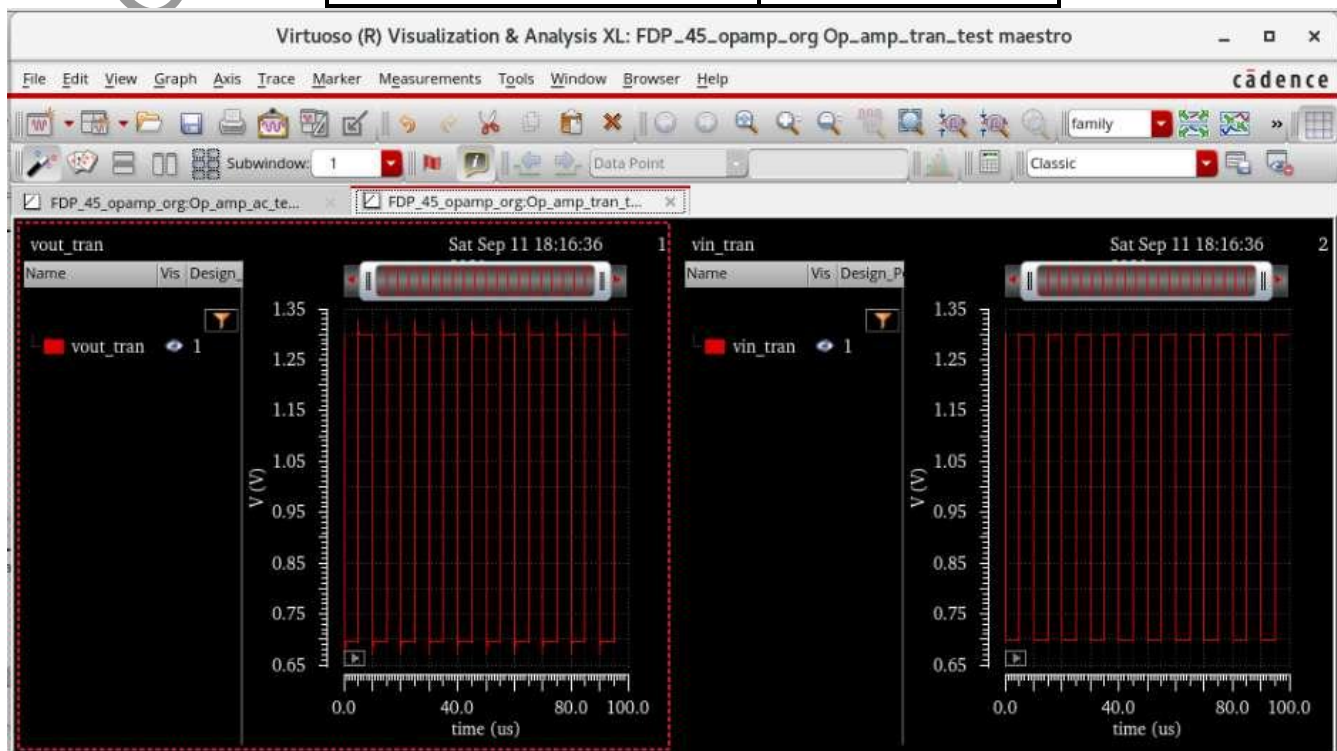 Virtuoso (R) Visualization & Analysis XL: FDP_45_opamp_org Op_amp_tran_test maestro
File Edit View Graph Axis Trace Marker Measurements Tools Window Browser Help
cādence
family
Subwindow: 1
Data Point
Classic
FDP_45_opamp_org:Op_amp_ac_te...
FDP_45_opamp_org:Op_amp_tran_t...
vout_tran
Sat Sep 11 18:16:36 1
Name Vis Design_
vout_tran 1
1.35
1.25
1.15
1.05
0.95
0.85
0.75
0.65
V (V)
0.0 40.0 80.0 100.0
time (us)
vin_tran
Sat Sep 11 18:16:36 2
Name Vis Design_P
vin_tran 1
1.35
1.25
1.15
1.05
0.95
0.85
0.75
0.65
V (V)
0.0 40.0 80.0 100.0
time (us)